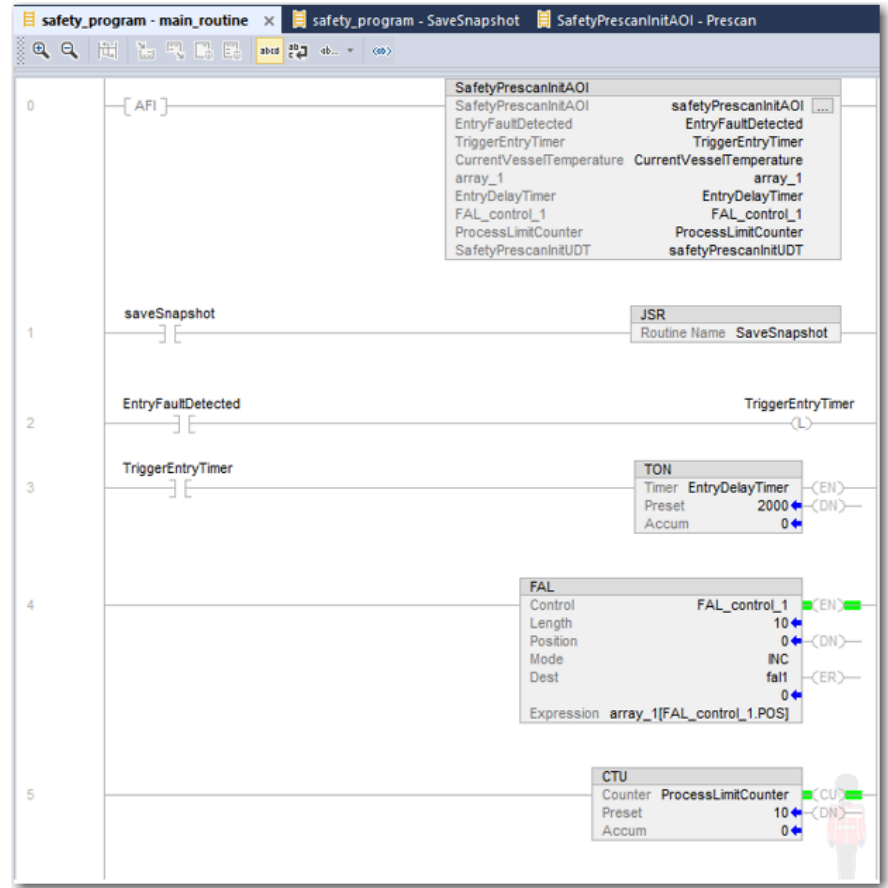 safety_program - main_routine × safety_program - SaveSnapshot SafetyPrescanInitAOI - Prescan
abcd ab ab... <ab>
0 AFI SafetyPrescanInitAOI
SafetyPrescanInitAOI safetyPrescanInitAOI ...
EntryFaultDetected EntryFaultDetected
TriggerEntryTimer TriggerEntryTimer
CurrentVesselTemperature CurrentVesselTemperature
array_1 array_1
EntryDelayTimer EntryDelayTimer
FAL_control_1 FAL_control_1
ProcessLimitCounter ProcessLimitCounter
SafetyPrescanInitUDT safetyPrescanInitUDT
saveSnapshot JSR
1 Routine Name SaveSnapshot
EntryFaultDetected TriggerEntryTimer
2 L
TriggerEntryTimer TON
3 Timer EntryDelayTimer EN
Preset 2000 DN
Accum 0
FAL
4 Control FAL_control_1 EN
Length 10
Position 0 DN
Mode INC
Dest fal1 ER
0
Expression array_1[FAL_control_1.POS]
CTU
5 Counter ProcessLimitCounter CU
Preset 10 DN
Accum 0